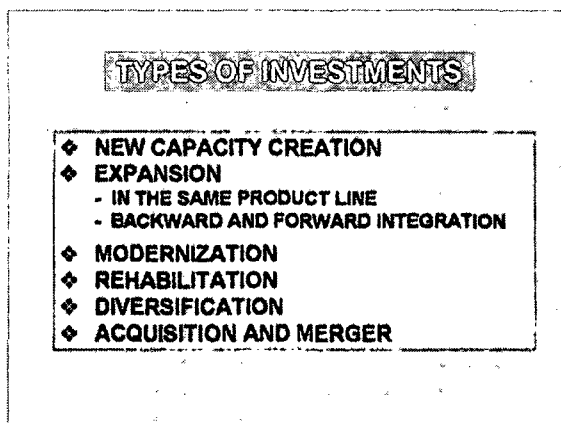 TYPES OF INVESTMENTS
❖ NEW CAPACITY CREATION
❖ EXPANSION
- IN THE SAME PRODUCT LINE
- BACKWARD AND FORWARD INTEGRATION
❖ MODERNIZATION
❖ REHABILITATION
❖ DIVERSIFICATION
❖ ACQUISITION AND MERGER